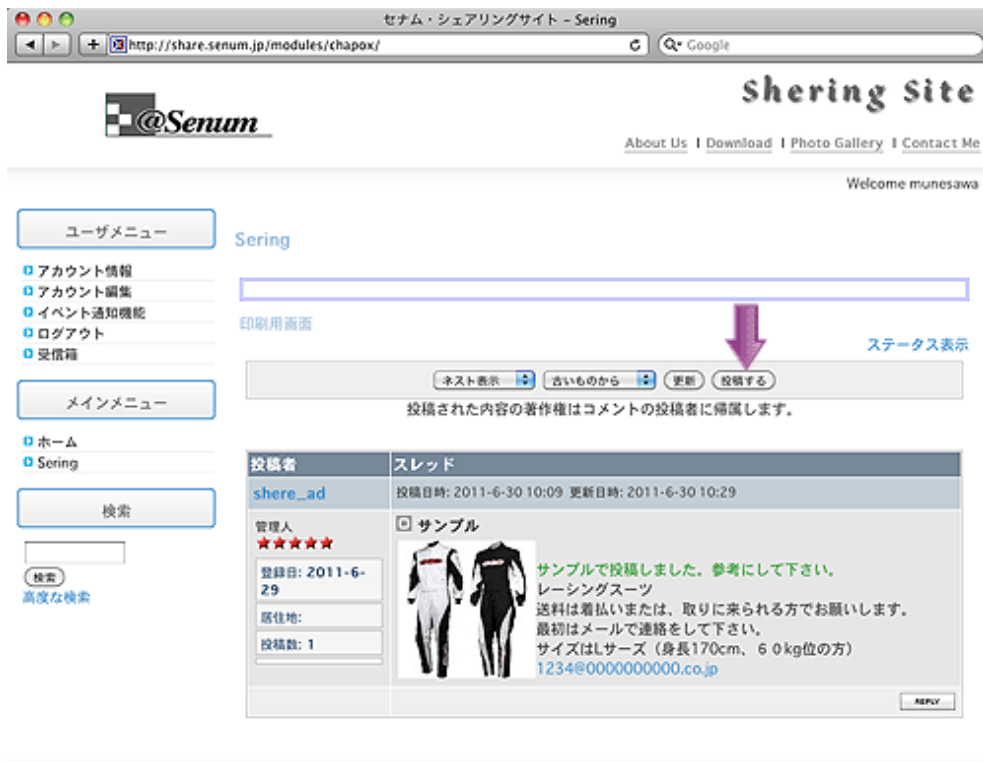 セナム・シェアリングサイト – Sering
http://share.senum.jp/modules/chapox/
Google
@Senum
Shering Site
About Us | Download | Photo Gallery | Contact Me
Welcome munesawa
ユーザメニュー
アカウント情報
アカウント編集
イベント通知機能
ログアウト
受信箱
メインメニュー
ホーム
Sering
検索
検索
高度な検索
Sering
印刷用画面
ステータス表示
ネスト表示 古いものから 更新 投稿する
投稿された内容の著作権はコメントの投稿者に帰属します。
投稿者 スレッド
shere_ad 投稿日時: 2011-6-30 10:09 更新日時: 2011-6-30 10:29
管理人
登録日: 2011-6-
29
居住地:
投稿数: 1
サンプル
サンプルで投稿しました。参考にして下さい。
レーシングスーツ
送料は着払いまたは、取りに来られる方でお願いします。
最初はメールで連絡をして下さい。
サイズはLサーズ（身長170cm、６０kg位の方）
1234@0000000000.co.jp
REPLY